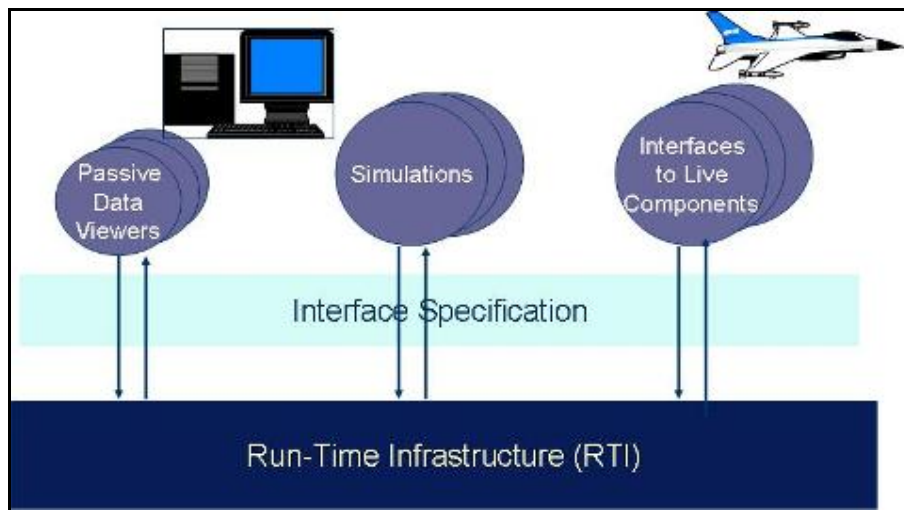 Passive
Data
Viewers
Simulations
Interfaces
to Live
Components
Interface Specification
Run-Time Infrastructure (RTI)